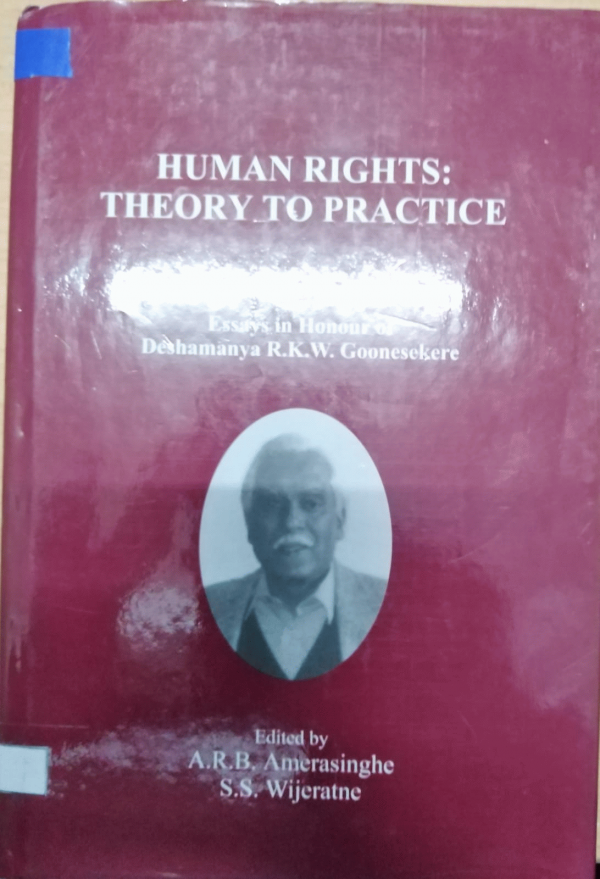 HUMAN RIGHTS:
THEORY TO PRACTICE
Essays in Honour of
Deshamanya R.K.W. Goonesekere
Edited by
A.R.B. Amerasinghe
S.S. Wijeratne